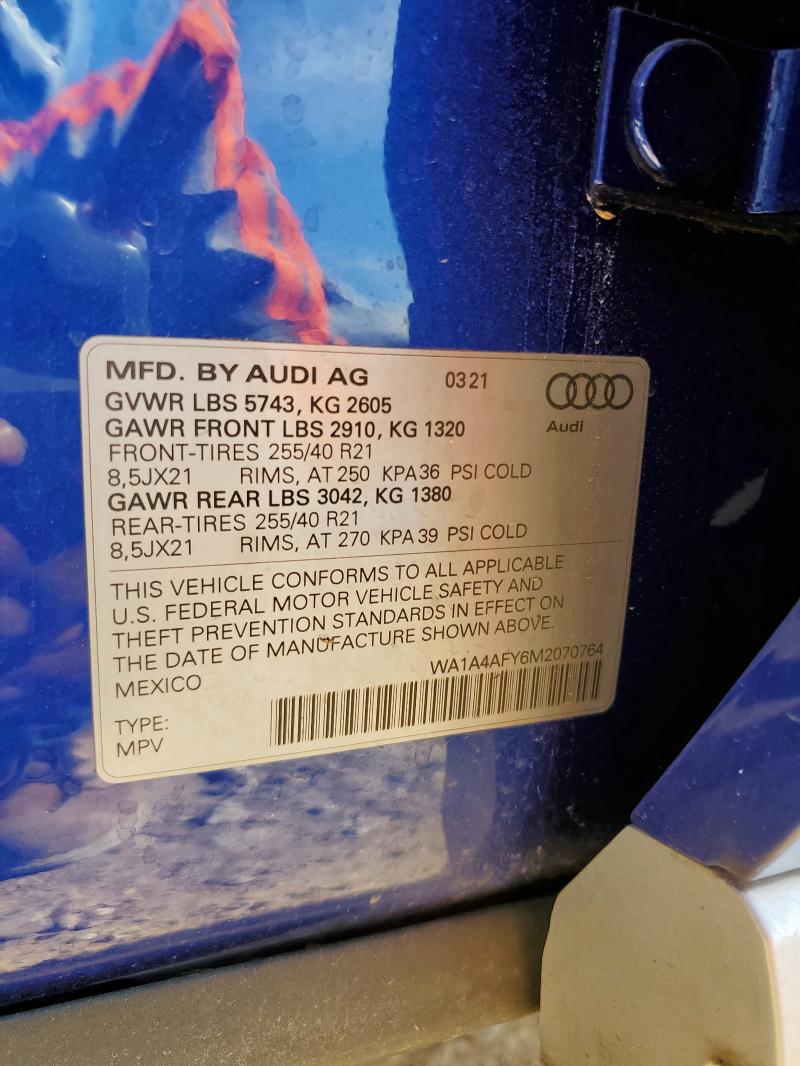 MFD. BY AUDI AG 03 21
GVWR LBS 5743, KG 2605
GAWR FRONT LBS 2910, KG 1320
Audi
FRONT-TIRES 255/40 R21
8,5JX21 RIMS, AT 250 KPA 36 PSI COLD
GAWR REAR LBS 3042, KG 1380
REAR-TIRES 255/40 R21
8,5JX21 RIMS, AT 270 KPA 39 PSI COLD
THIS VEHICLE CONFORMS TO ALL APPLICABLE
U.S. FEDERAL MOTOR VEHICLE SAFETY AND
THEFT PREVENTION STANDARDS IN EFFECT ON
THE DATE OF MANUFACTURE SHOWN ABOVE.
MEXICO WA1A4AFY6M2070764
TYPE:
MPV